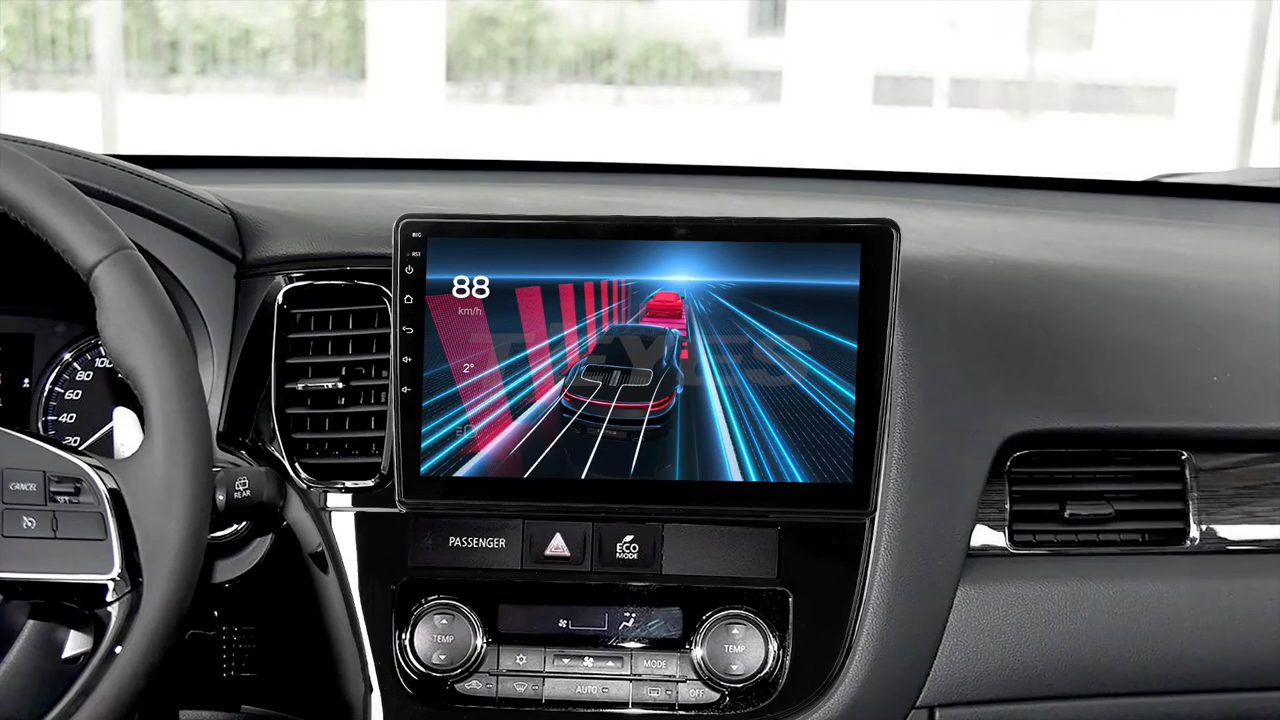 MIC
RST
88
km/h
2°
TEYES
100
80
60
40
20
CANCEL
SET
REAR
PASSENGER
ECO
MODE
TEMP
MODE
TEMP
AUTO
OFF